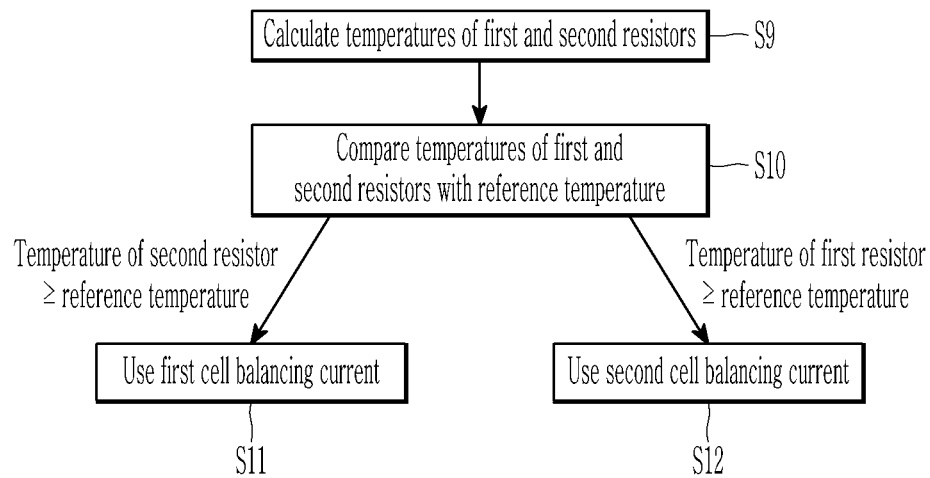 Calculate temperatures of first and second resistors
S9
Compare temperatures of first and
second resistors with reference temperature
S10
Temperature of second resistor
≧ reference temperature
Temperature of first resistor
≧ reference temperature
Use first cell balancing current
Use second cell balancing current
S11
S12